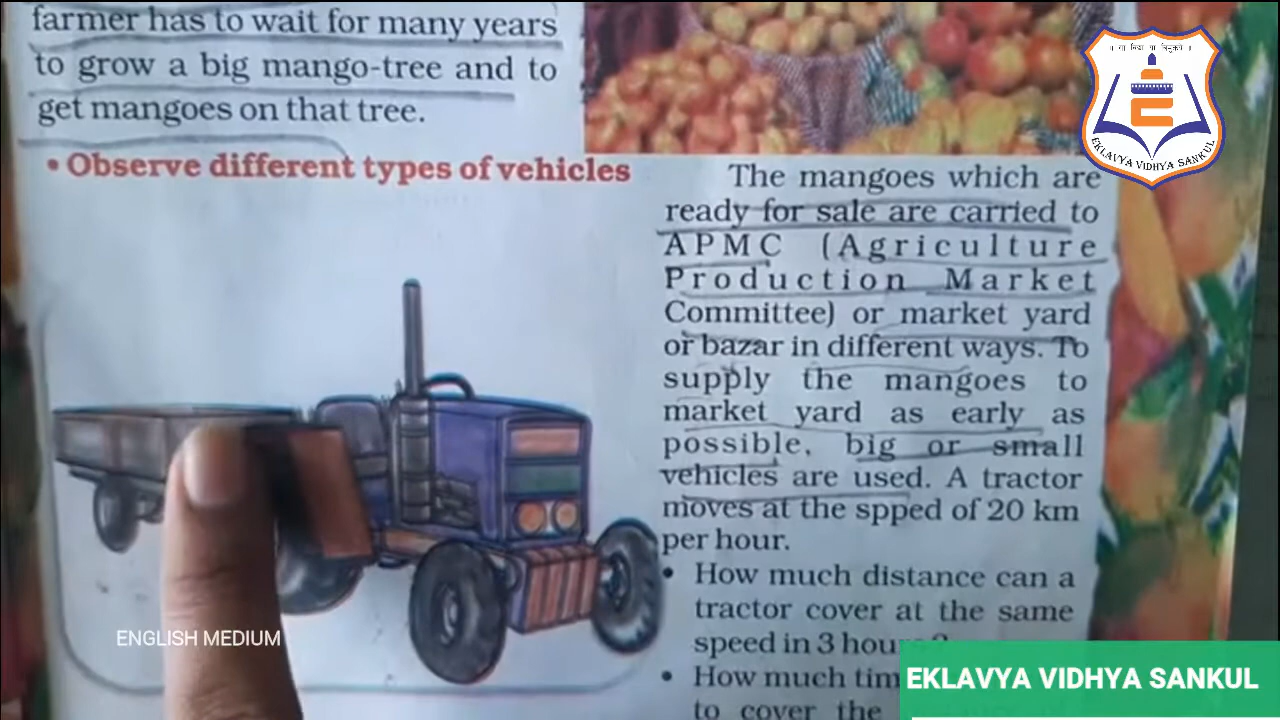 farmer has to wait for many years
to grow a big mango-tree and to
get mangoes on that tree.
• Observe different types of vehicles
The mangoes which are
ready for sale are carried to
APMC (Agriculture
Production Market
Committee) or market yard
or bazar in different ways. To
supply the mangoes to
market yard as early as
possible, big or small
vehicles are used. A tractor
moves at the spped of 20 km
per hour.
• How much distance can a
tractor cover at the same
speed in 3
• How much
to cover the
ENGLISH MEDIUM
EKLAVYA VIDHYA SANKUL
EKLAVYA VIDHYA SANKUL